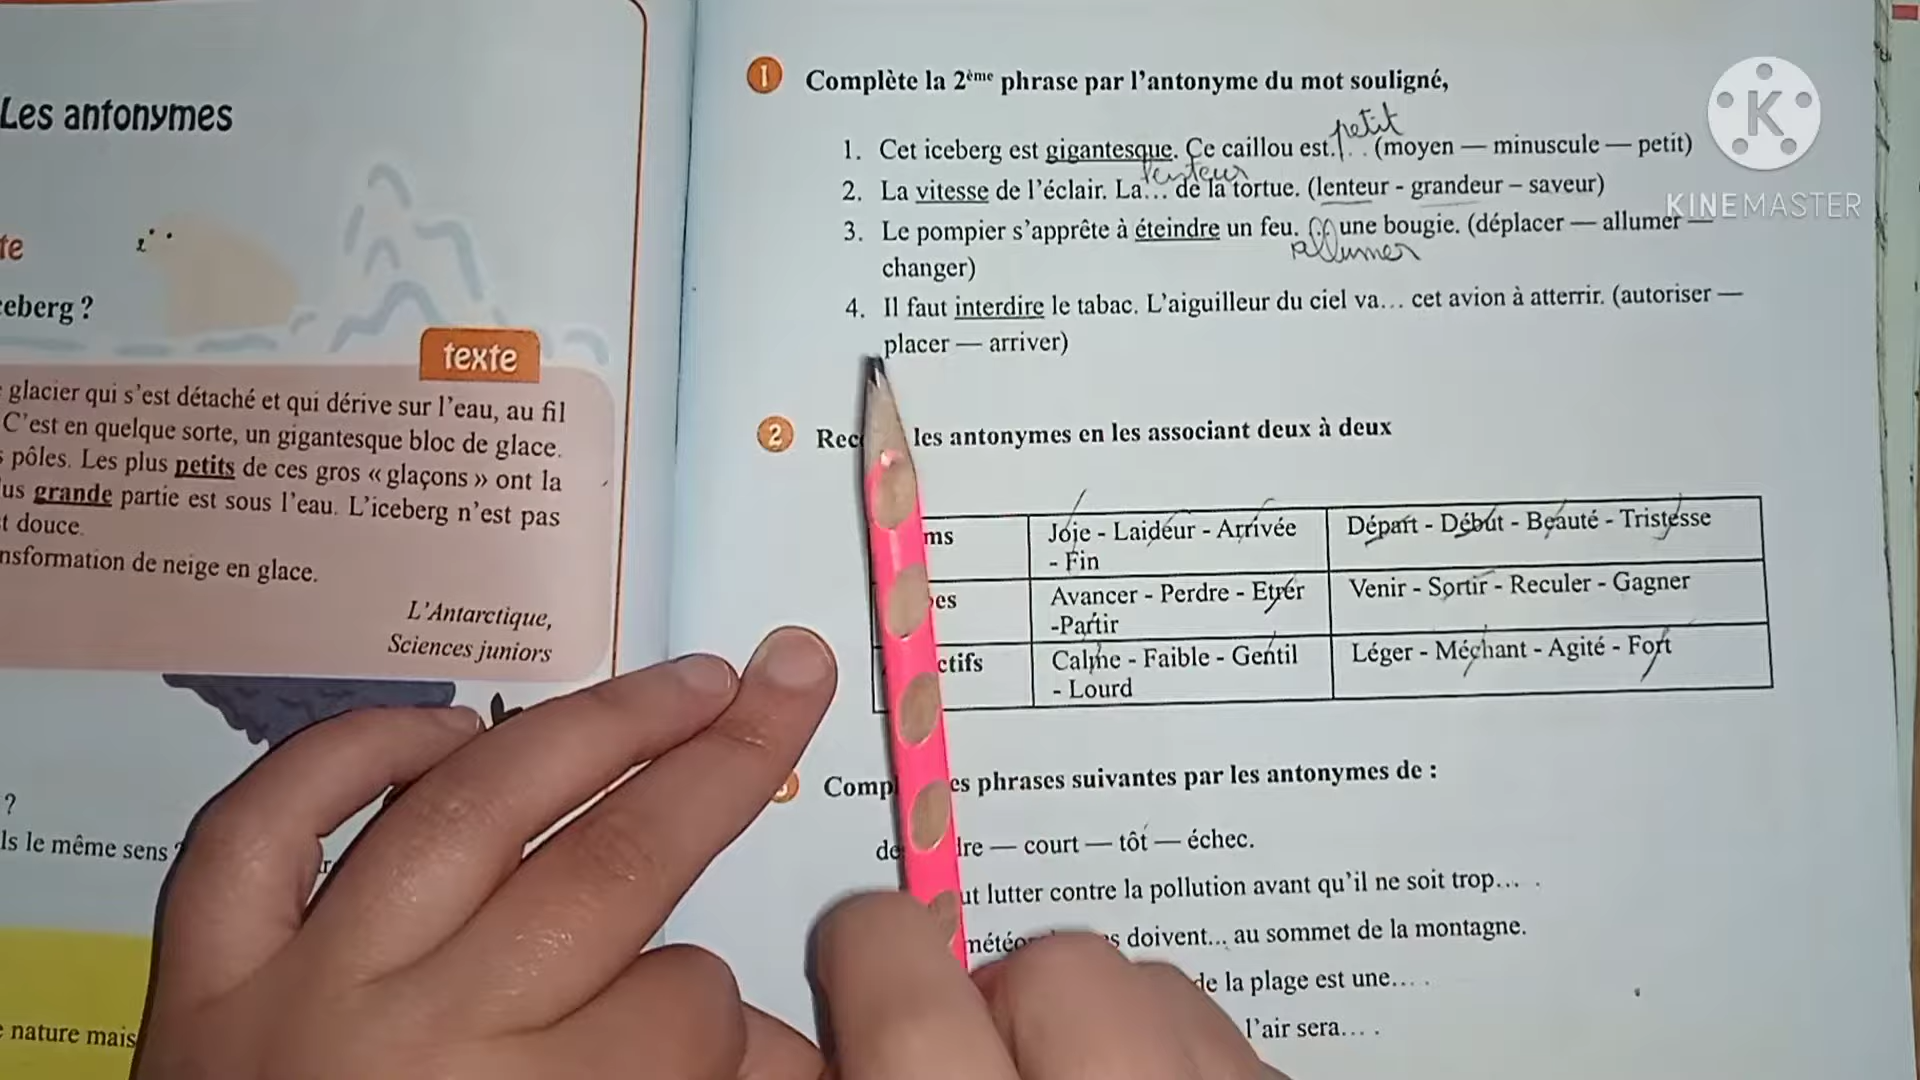 Les antonymes
te
ceberg ?
texte
glacier qui s'est détaché et qui dérive sur l'eau, au fil
C'est en quelque sorte, un gigantesque bloc de glace.
s pôles. Les plus petits de ces gros « glaçons » ont la
us grande partie est sous l'eau. L'iceberg n'est pas
t douce.
nsformation de neige en glace.
L'Antarctique,
Sciences juniors
?
ls le même sens ?
nature mais
1 Complète la 2ème phrase par l'antonyme du mot souligné,
petit
1. Cet iceberg est gigantesque. Ce caillou est... (moyen — minuscule — petit)
lenteur
2. La vitesse de l'éclair. La... de la tortue. (lenteur - grandeur – saveur)
3. Le pompier s'apprête à éteindre un feu. ... une bougie. (déplacer — allumer —
allumer
changer)
4. Il faut interdire le tabac. L'aiguilleur du ciel va... cet avion à atterrir. (autoriser —
placer — arriver)
2 Rec les antonymes en les associant deux à deux
ms Joie - Laideur - Arrivée Départ - Début - Beauté - Tristesse
- Fin
es Avancer - Perdre - Etrer Venir - Sortir - Reculer - Gagner
-Partir
ctifs Calme - Faible - Gentil Léger - Méchant - Agité - Fort
- Lourd
Comp es phrases suivantes par les antonymes de :
de dre — court — tôt — échec.
ut lutter contre la pollution avant qu'il ne soit trop... .
météo s doivent... au sommet de la montagne.
de la plage est une... .
l'air sera... .
K
KINEMASTER